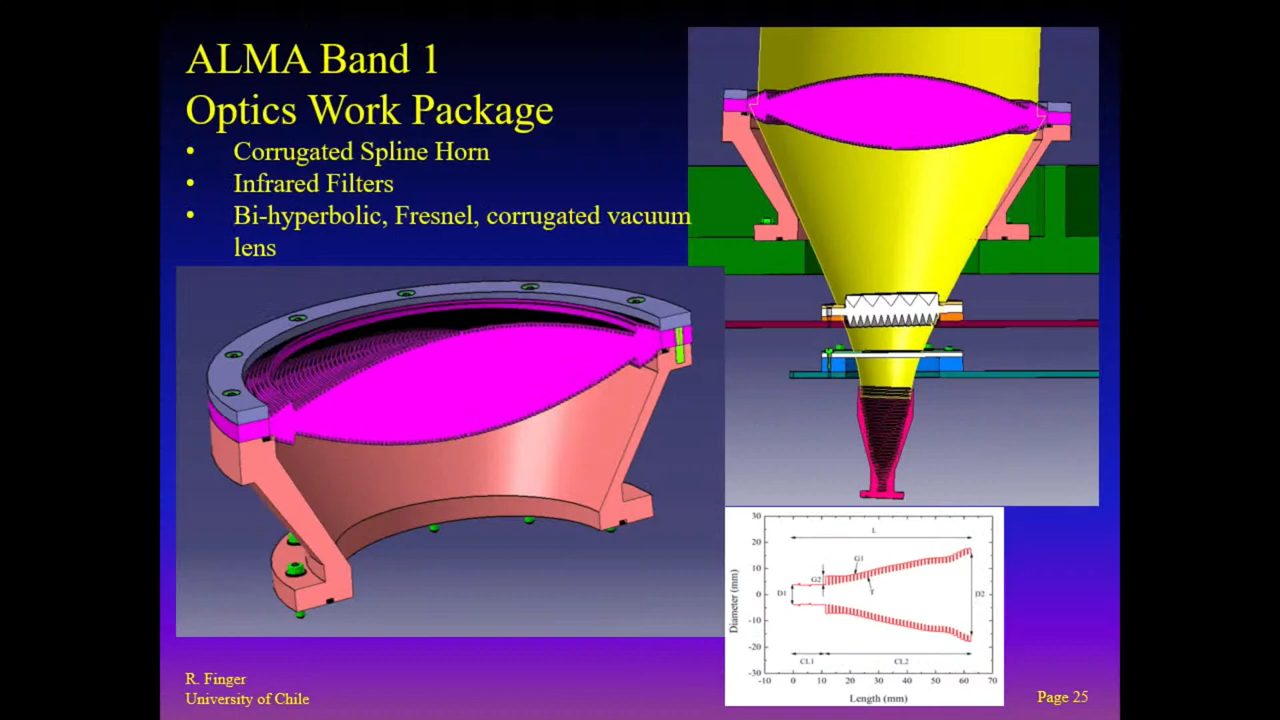 ALMA Band 1
Optics Work Package
• Corrugated Spline Horn
• Infrared Filters
• Bi-hyperbolic, Fresnel, corrugated vacuum
lens
30
20
10
0
-10
-20
-30
Diameter (mm)
L
G1
G2
D1
T
D2
CL1
CL2
-10 0 10 20 30 40 50 60 70
Length (mm)
R. Finger
University of Chile
Page 25